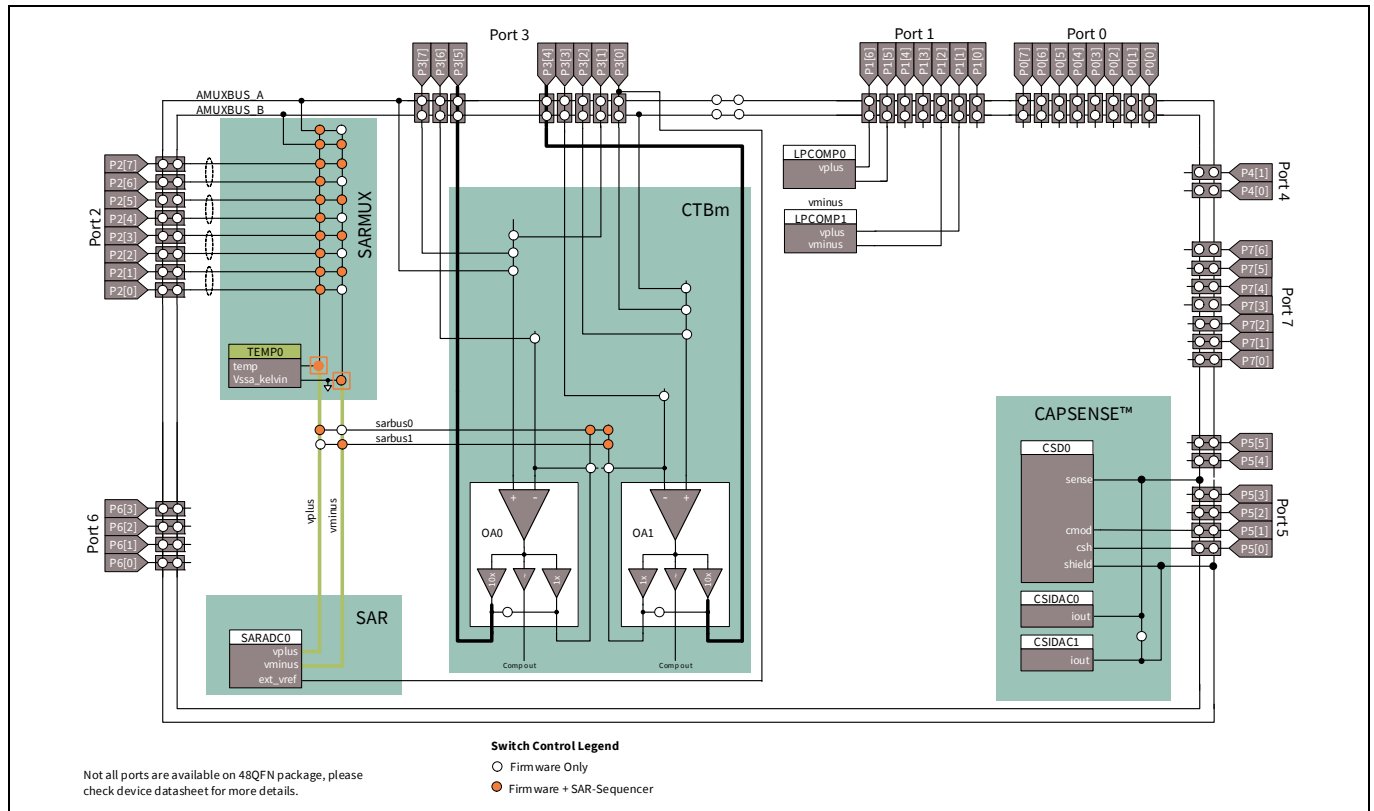 Port 3
Port 1
Port 0
P3[7]
P3[6]
P3[5]
P3[4]
P3[3]
P3[2]
P3[1]
P3[0]
P1[6]
P1[5]
P1[4]
P1[3]
P1[2]
P1[1]
P1[0]
P0[7]
P0[6]
P0[5]
P0[4]
P0[3]
P0[2]
P0[1]
P0[0]
AMUXBUS_A
AMUXBUS_B
Port 2
P2[7]
P2[6]
P2[5]
P2[4]
P2[3]
P2[2]
P2[1]
P2[0]
SARMUX
TEMP0
temp
Vssa_kelvin
LPCOMP0
vplus
vminus
LPCOMP1
vplus
vminus
P4[1]
P4[0]
Port 4
P7[6]
P7[5]
P7[4]
P7[3]
P7[2]
P7[1]
P7[0]
Port 7
CTBm
sarbus0
sarbus1
vplus
vminus
+
-
OA0
10x
-
1x
Comp out
-
+
OA1
1x
-
10x
Comp out
CAPSENSE™
CSD0
sense
cmod
csh
shield
CSIDAC0
iout
CSIDAC1
iout
P5[5]
P5[4]
P5[3]
P5[2]
P5[1]
P5[0]
Port 5
Port 6
P6[3]
P6[2]
P6[1]
P6[0]
SAR
SARADC0
vplus
vminus
ext_vref
Switch Control Legend
Firmware Only
Firmware + SAR-Sequencer
Not all ports are available on 48QFN package, please
check device datasheet for more details.